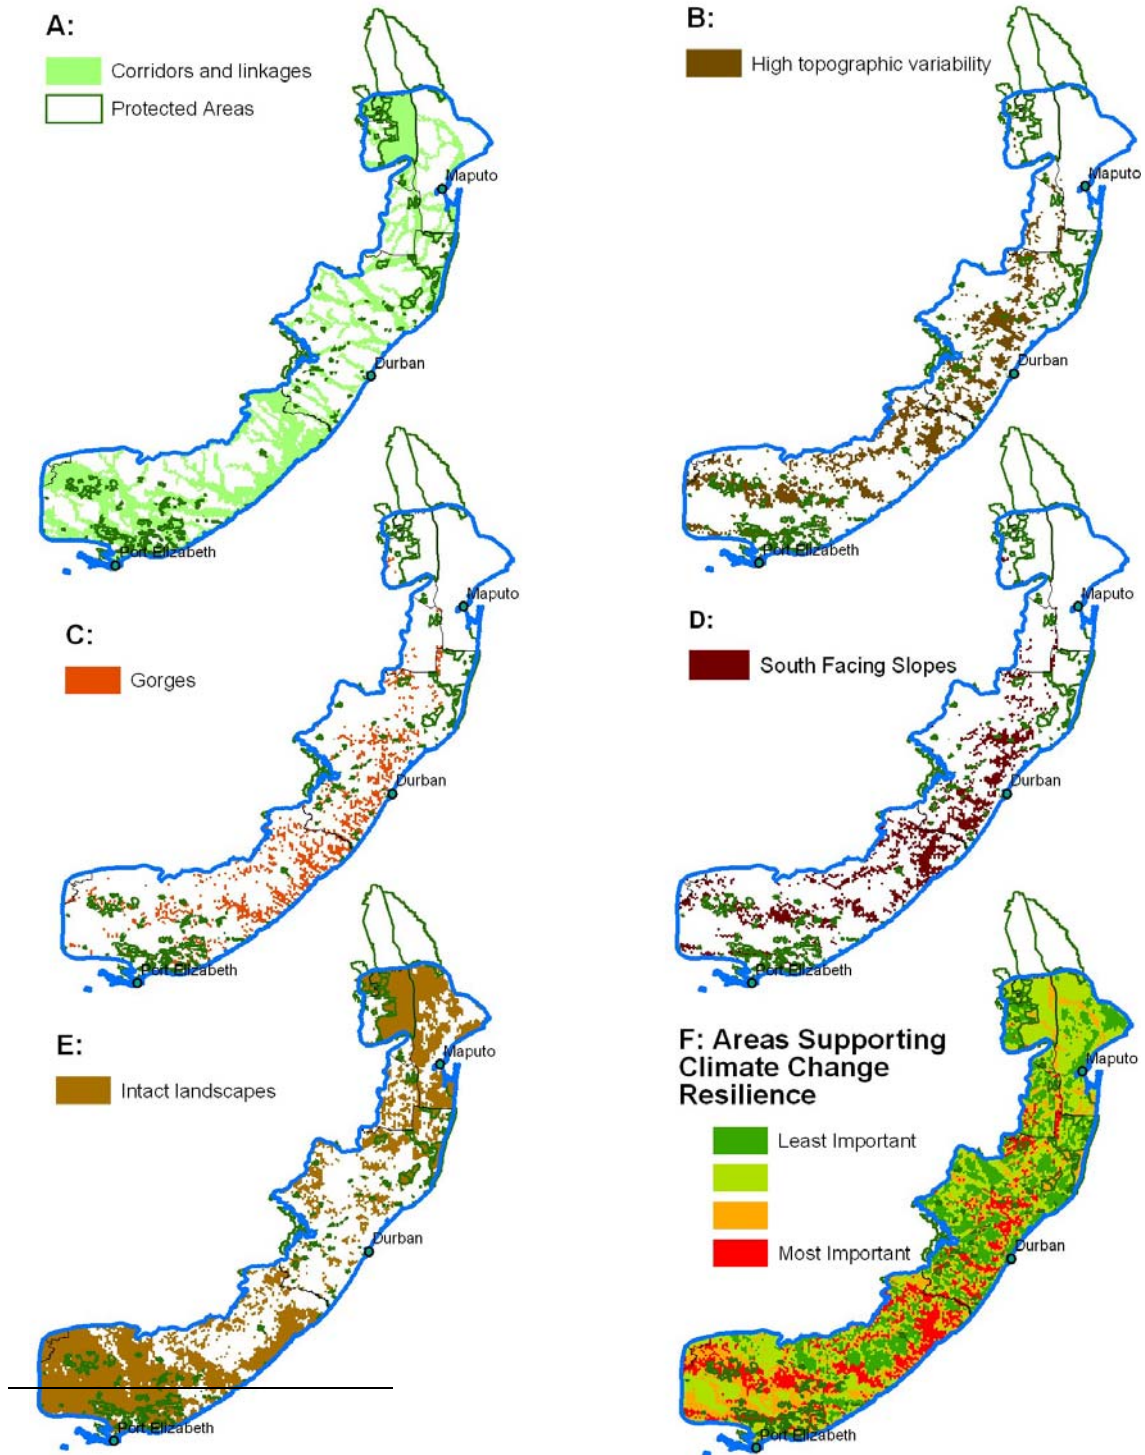 A:
Corridors and linkages
Protected Areas
Maputo
Durban
Port Elizabeth
B:
High topographic variability
Maputo
Durban
Port Elizabeth
C:
Gorges
Maputo
Durban
Port Elizabeth
D:
South Facing Slopes
Maputo
Durban
Port Elizabeth
E:
Intact landscapes
Maputo
Durban
Port Elizabeth
F: Areas Supporting
Climate Change
Resilience
Least Important
Most Important
Maputo
Durban
Port Elizabeth